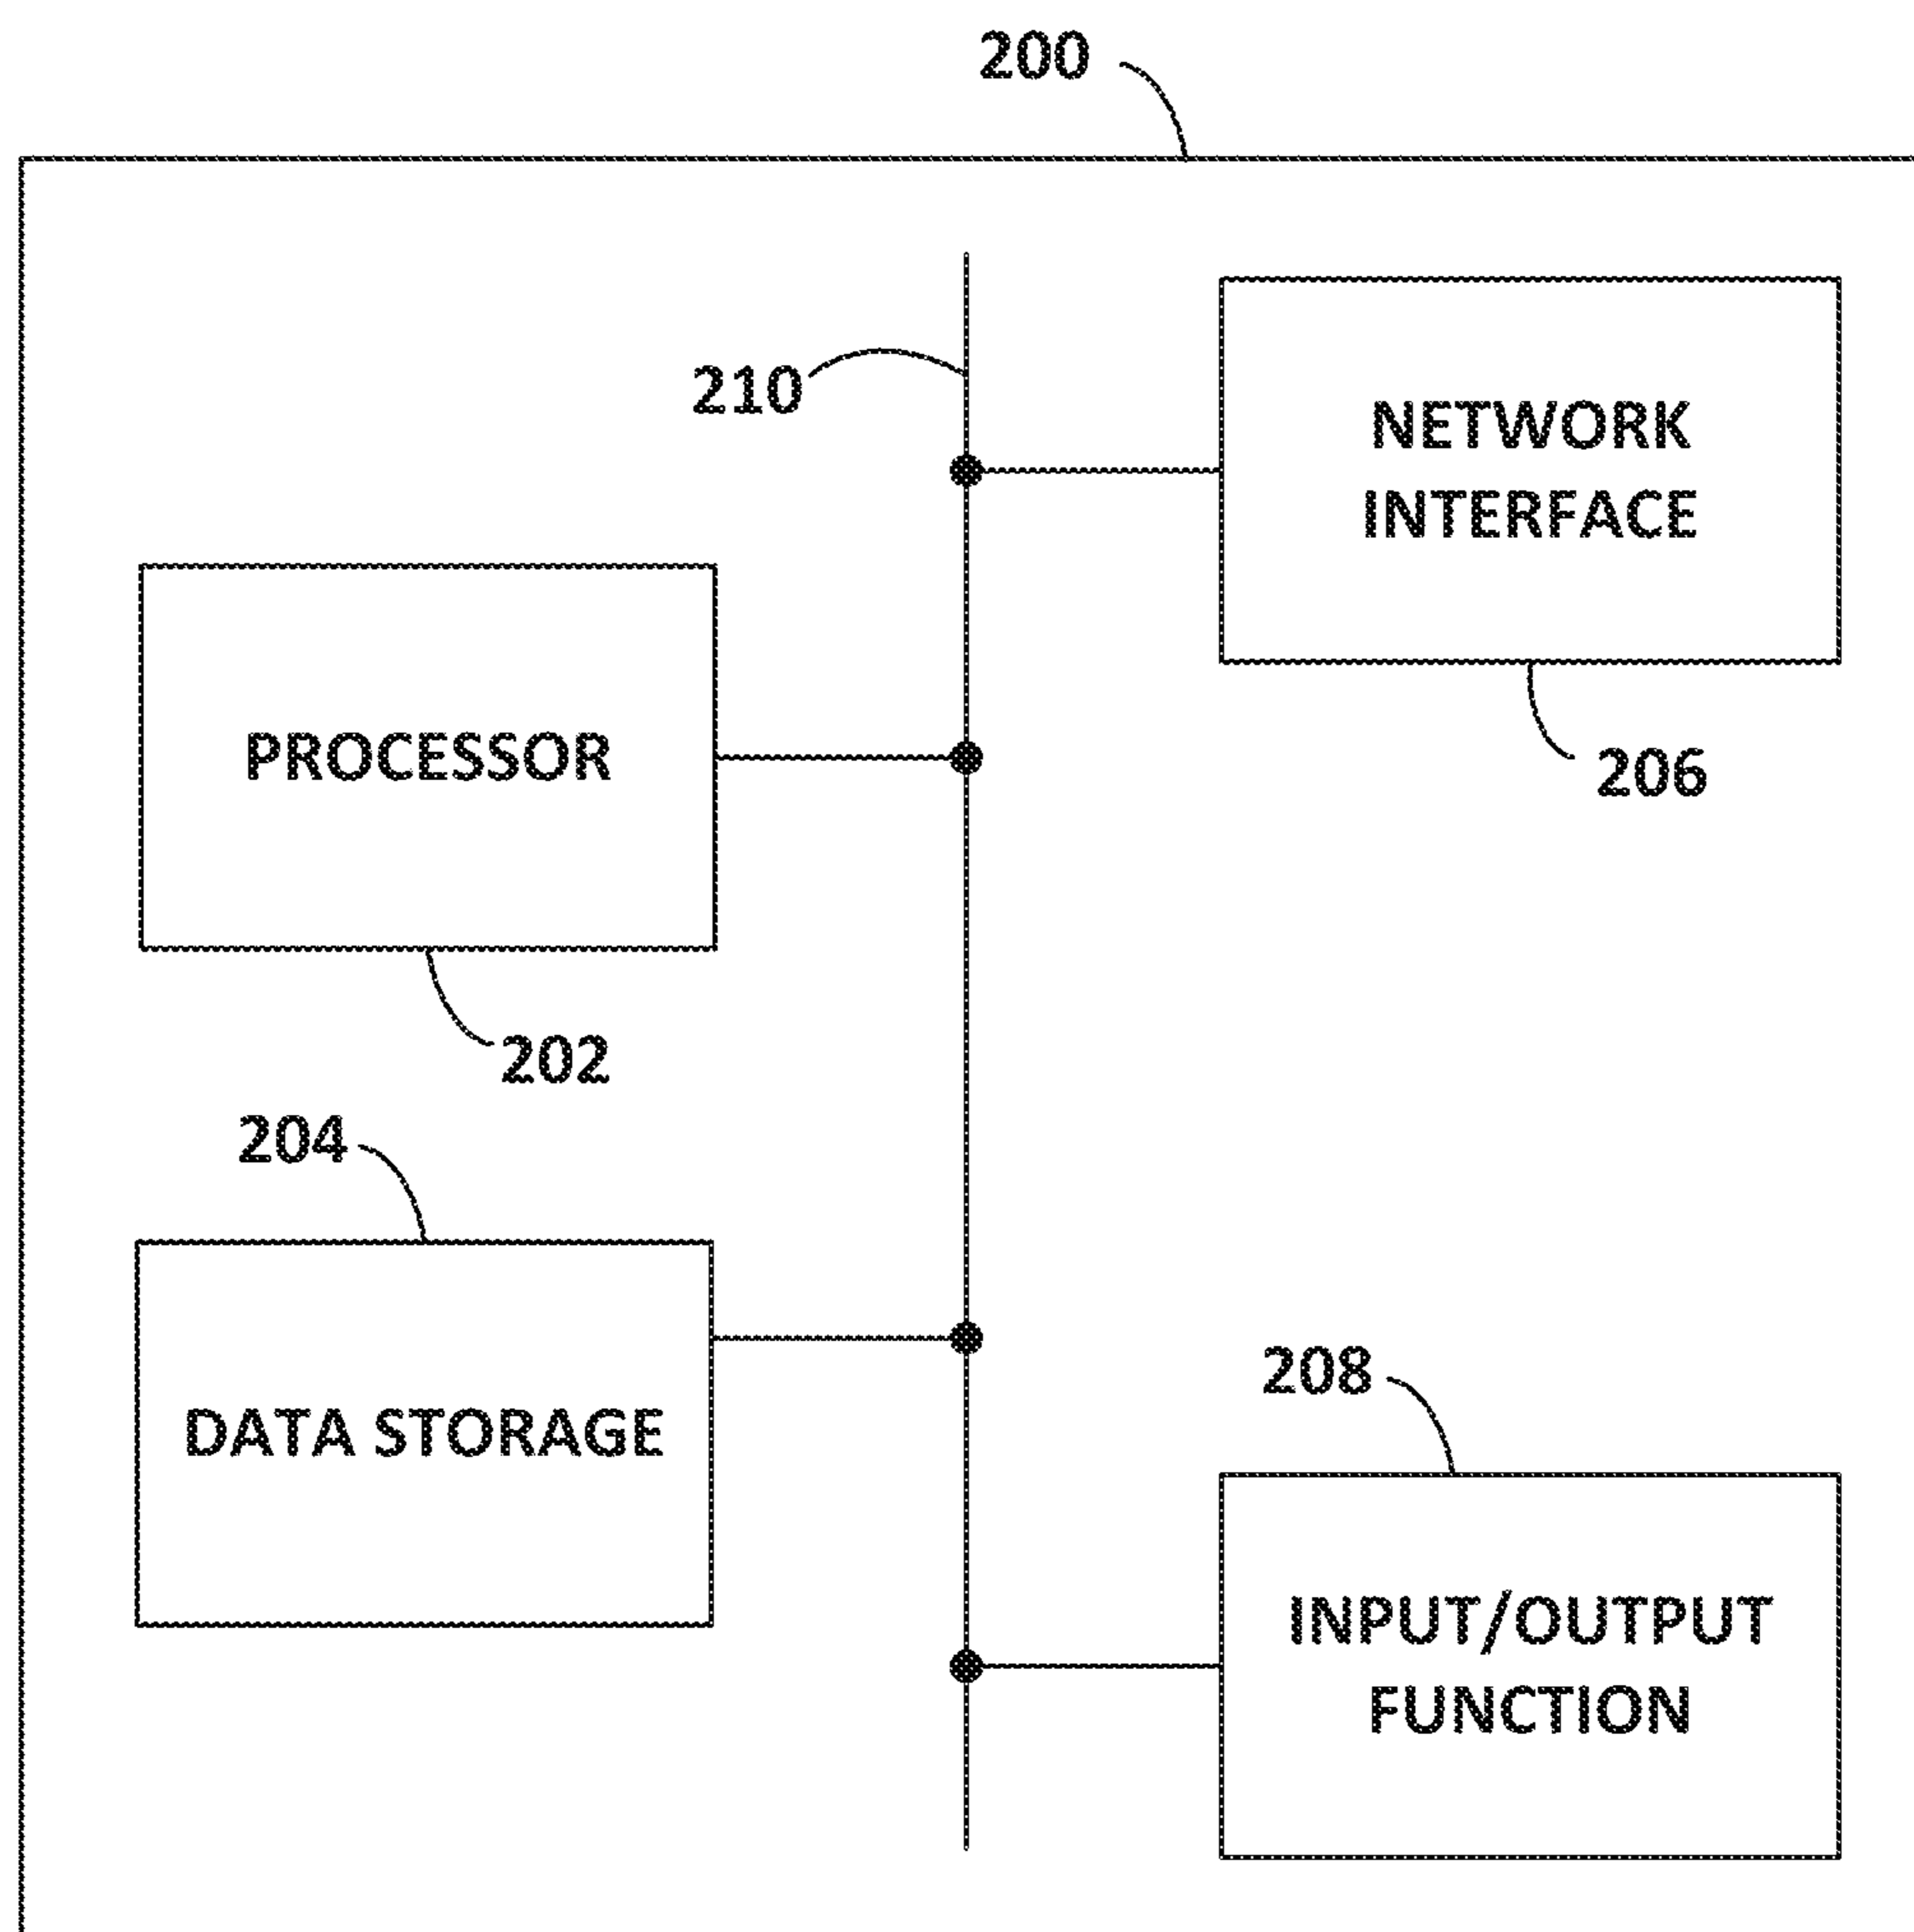 200
210
NETWORK
INTERFACE
206
PROCESSOR
202
204
DATA STORAGE
208
INPUT/OUTPUT
FUNCTION